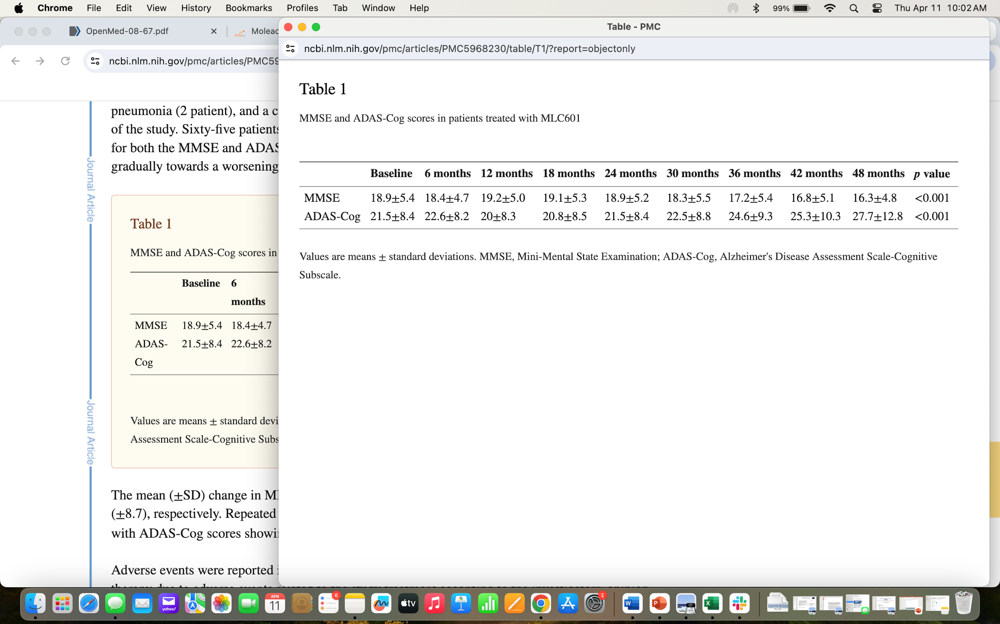 Chrome File Edit View History Bookmarks Profiles Tab Window Help 99% Thu Apr 11 10:02 AM
OpenMed-08-67.pdf
Moleac
Table - PMC
ncbi.nlm.nih.gov/pmc/articles/PMC59
ncbi.nlm.nih.gov/pmc/articles/PMC5968230/table/T1/?report=objectonly
Journal Article
Journal Article
pneumonia (2 patient), and a c
of the study. Sixty-five patients
for both the MMSE and ADAS
gradually towards a worsening
Table 1
MMSE and ADAS-Cog scores in
Baseline 6
months
MMSE 18.9±5.4 18.4±4.7
ADAS- 21.5±8.4 22.6±8.2
Cog
Values are means ± standard devi
Assessment Scale-Cognitive Subs
The mean (±SD) change in M
(±8.7), respectively. Repeated
with ADAS-Cog scores showi
Adverse events were reported i
Table 1
MMSE and ADAS-Cog scores in patients treated with MLC601
Baseline 6 months 12 months 18 months 24 months 30 months 36 months 42 months 48 months p value
MMSE 18.9±5.4 18.4±4.7 19.2±5.0 19.1±5.3 18.9±5.2 18.3±5.5 17.2±5.4 16.8±5.1 16.3±4.8 <0.001
ADAS-Cog 21.5±8.4 22.6±8.2 20±8.3 20.8±8.5 21.5±8.4 22.5±8.8 24.6±9.3 25.3±10.3 27.7±12.8 <0.001
Values are means ± standard deviations. MMSE, Mini-Mental State Examination; ADAS-Cog, Alzheimer's Disease Assessment Scale-Cognitive
Subscale.
yahoo!
APR
11
6
tv
2
W
P
X
XLSX